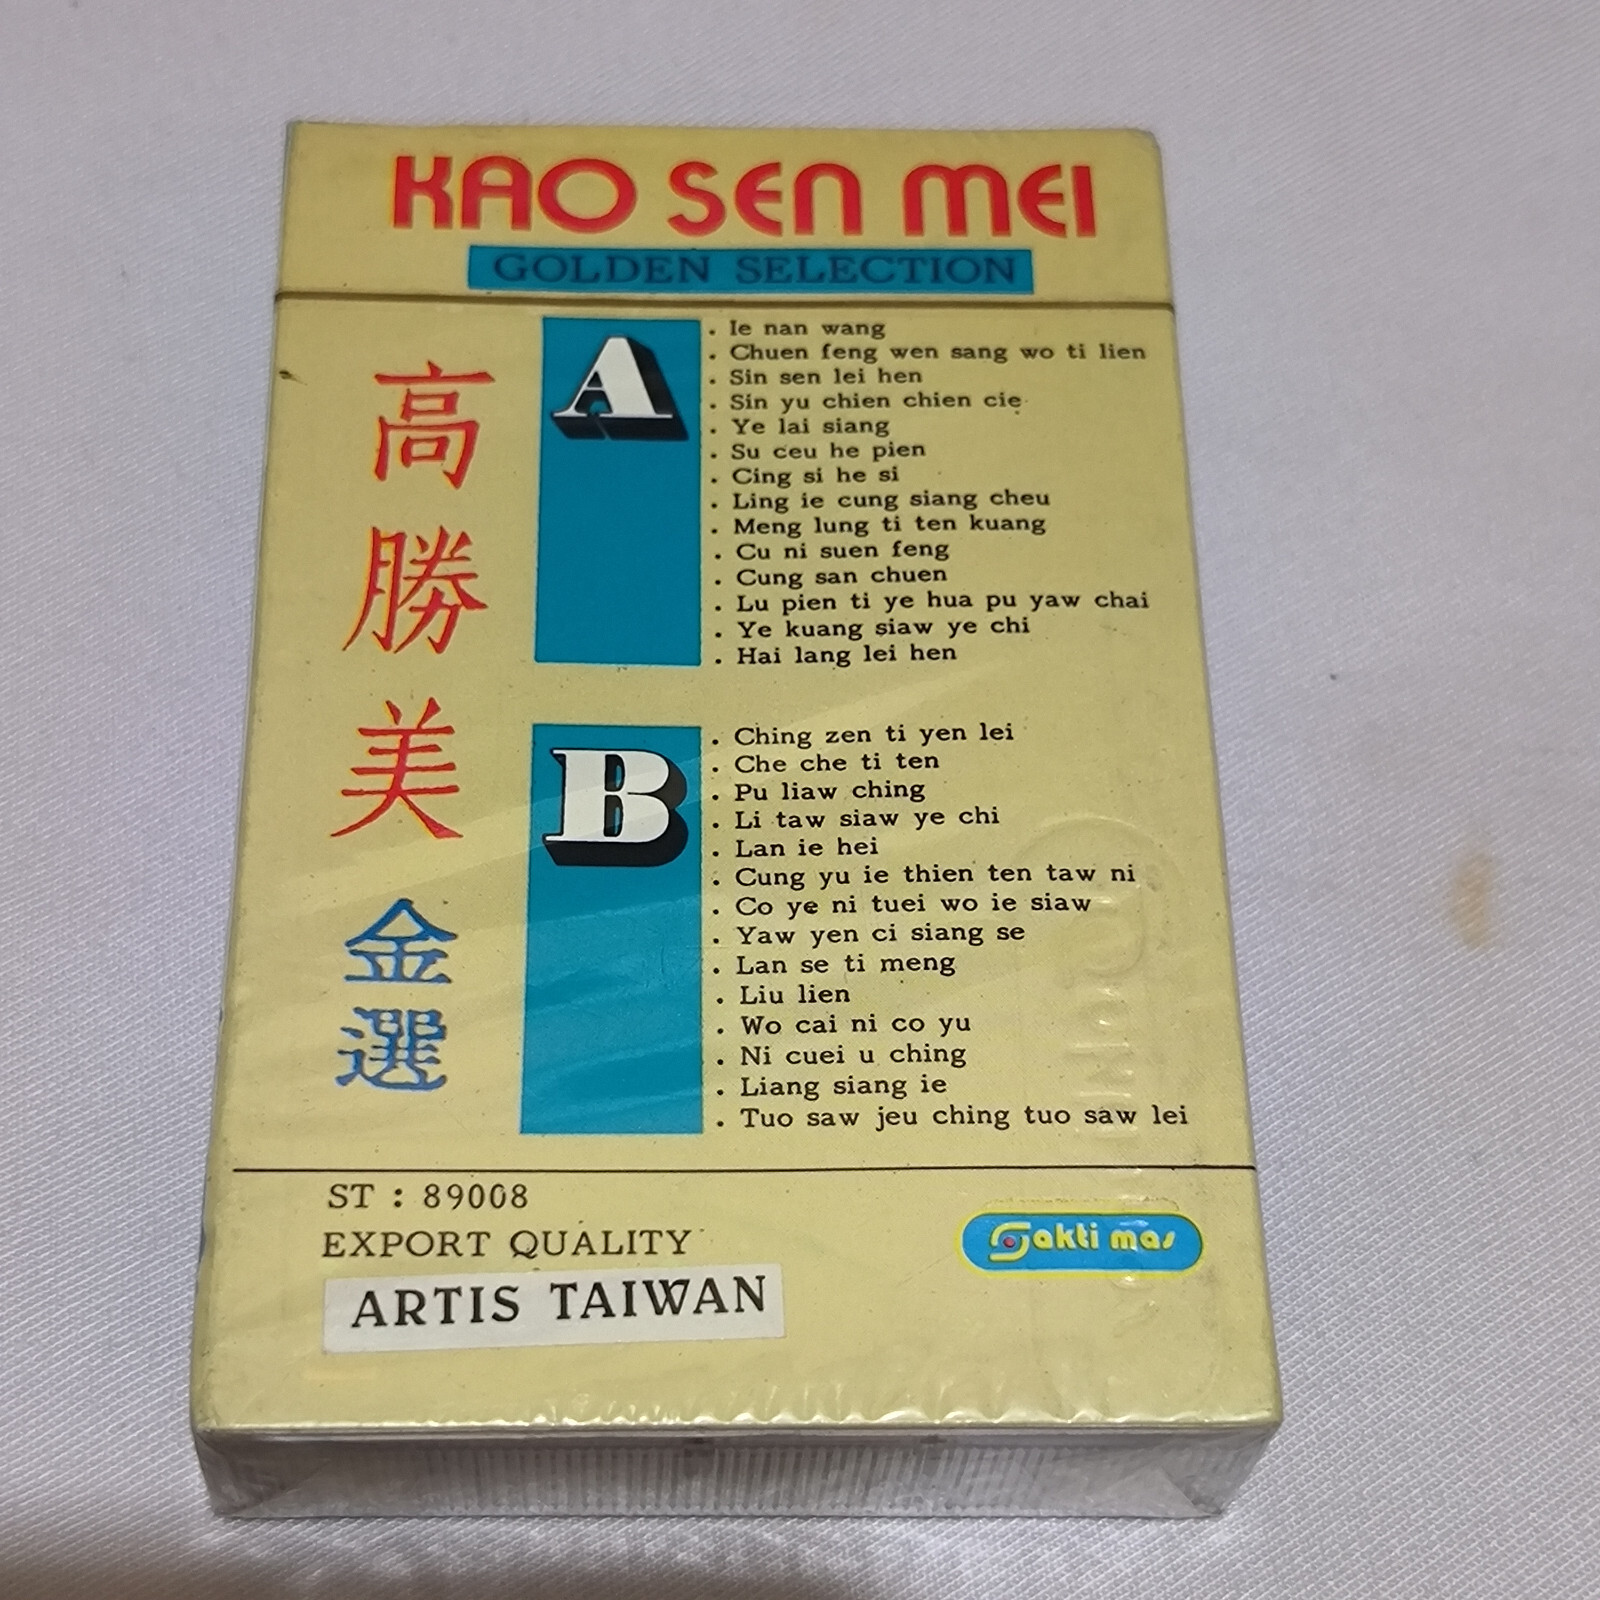 KAO SEN MEI
GOLDEN SELECTION
高勝美
金選
A
. Ie nan wang
. Chuen feng wen sang wo ti lien
. Sin sen lei hen
. Sin yu chien chien cie
. Ye lai siang
. Su ceu he pien
. Cing si he si
. Ling ie cung siang cheu
. Meng lung ti ten kuang
. Cu ni suen feng
. Cung san chuen
. Lu pien ti ye hua pu yaw chai
. Ye kuang siaw ye chi
. Hai lang lei hen
B
. Ching zen ti yen lei
. Che che ti ten
. Pu liaw ching
. Li taw siaw ye chi
. Lan ie hei
. Cung yu ie thien ten taw ni
. Co ye ni tuei wo ie siaw
. Yaw yen ci siang se
. Lan se ti meng
. Liu lien
. Wo cai ni co yu
. Ni cuei u ching
. Liang siang ie
. Tuo saw jeu ching tuo saw lei
ST : 89008
EXPORT QUALITY
ARTIS TAIWAN
Sakti mas